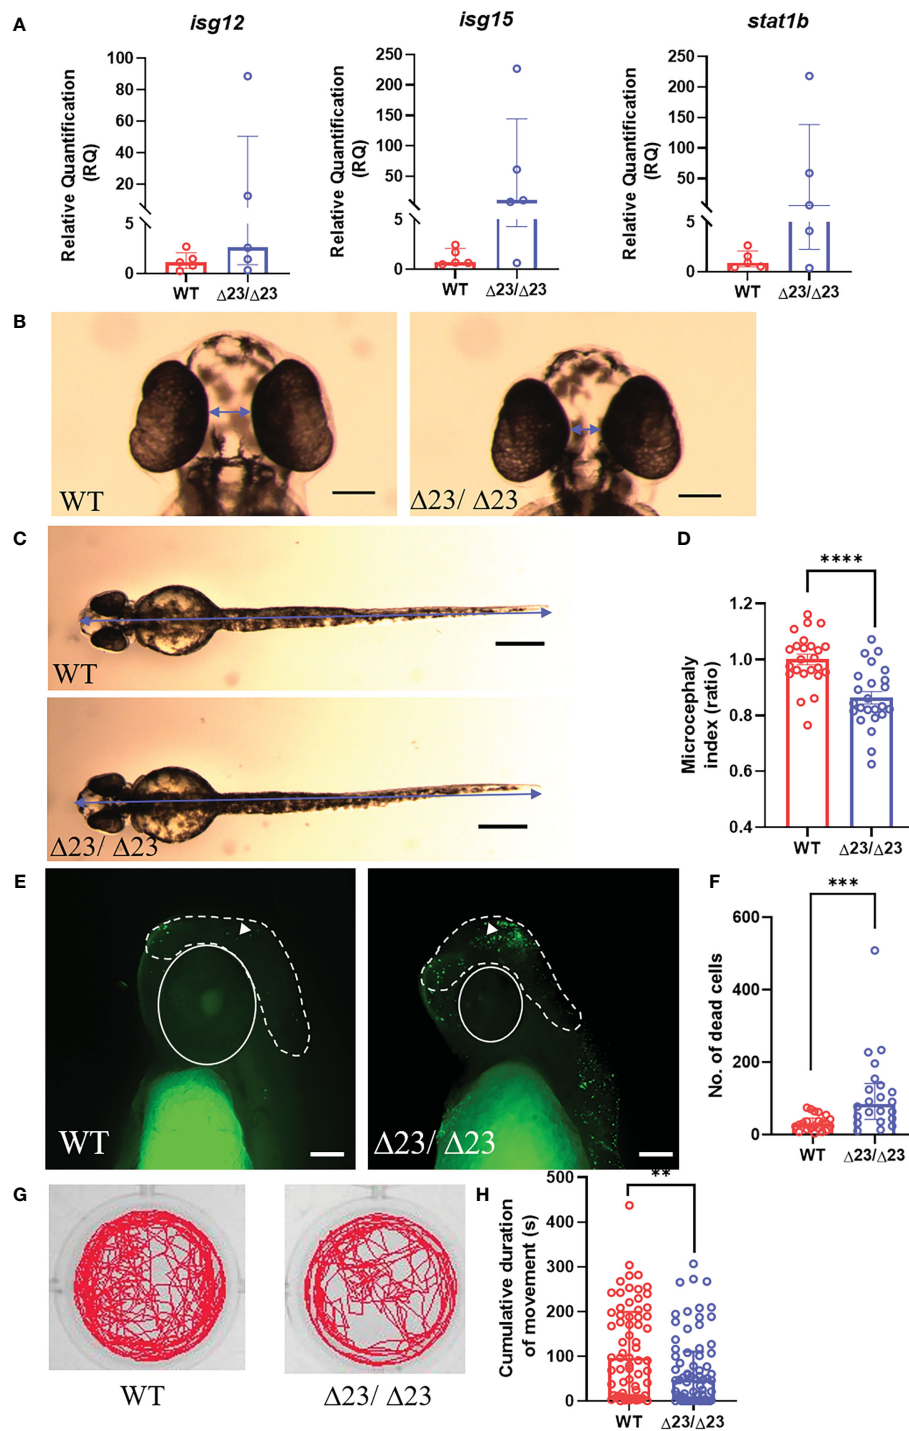 A
isg12
Relative Quantification
(RQ)
100
80
60
40
20
5
0
WT
Δ23/Δ23
isg15
Relative Quantification
(RQ)
250
200
150
100
50
5
0
WT
Δ23/Δ23
stat1b
Relative Quantification
(RQ)
250
200
150
100
50
5
0
WT
Δ23/Δ23
B
WT
Δ23/ Δ23
C
WT
Δ23/ Δ23
D
****
Microcephaly
index (ratio)
1.2
1.0
0.8
0.6
0.4
WT
Δ23/Δ23
E
WT
Δ23/ Δ23
F
***
No. of dead cells
600
400
200
0
WT
Δ23/Δ23
G
WT
Δ23/ Δ23
H
**
Cumulative duration
of movement (s)
500
400
300
200
100
0
WT
Δ23/Δ23